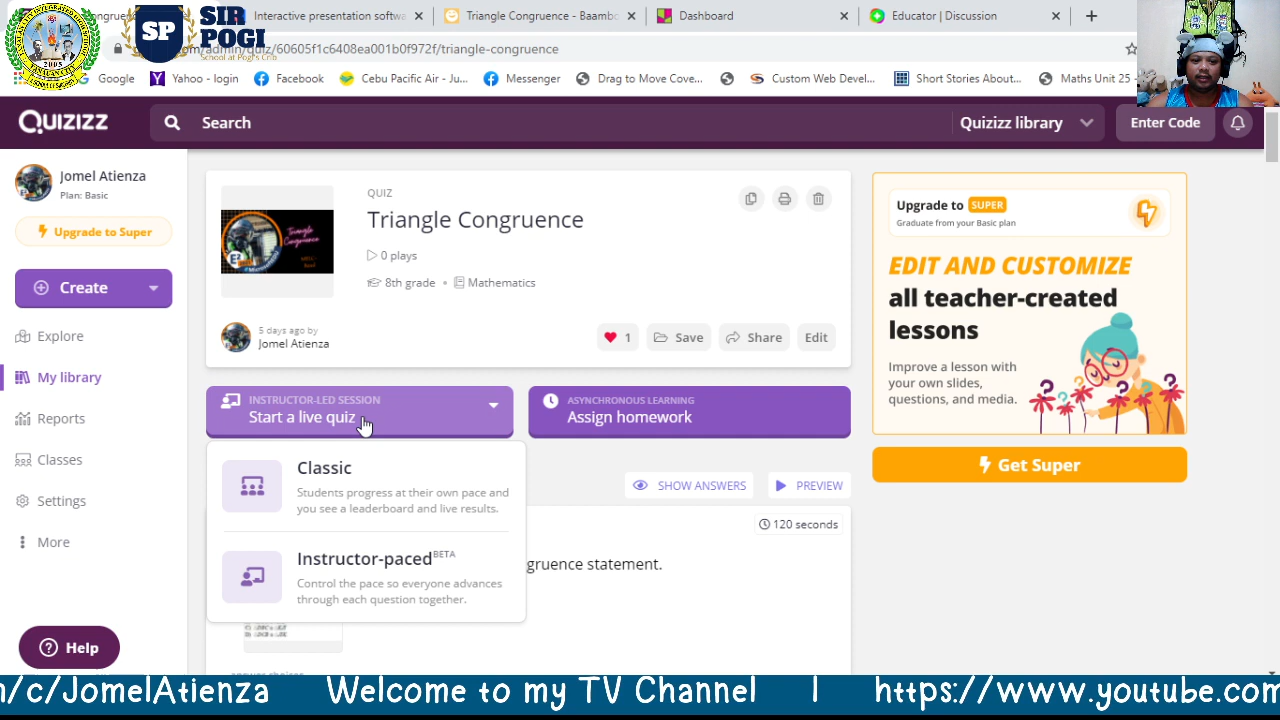 SIR
POGI
School at Pogi's Crib
SP
2008
Interactive presentation softwa
Triangle Congruence - Ba
Dashboard
Educator | Discussion
/admin/quiz/60605f1c6408ea001b0f972f/triangle-congruence
Google
Yahoo - login
Facebook
Cebu Pacific Air - Ju...
Messenger
Drag to Move Cove...
Custom Web Devel...
Short Stories About...
Maths Unit 25 -
Quizizz
Search
Quizizz library
Enter Code
Jomel Atienza
Plan: Basic
Upgrade to Super
Create
Explore
My library
Reports
Classes
Settings
More
Help
QUIZ
Triangle Congruence
0 plays
8th grade • Mathematics
5 days ago by
Jomel Atienza
1
Save
Share
Edit
INSTRUCTOR-LED SESSION
Start a live quiz
ASYNCHRONOUS LEARNING
Assign homework
Classic
Students progress at their own pace and
you see a leaderboard and live results.
Instructor-paced BETA
Control the pace so everyone advances
through each question together.
SHOW ANSWERS
PREVIEW
120 seconds
gruence statement.
Upgrade to SUPER
Graduate from your Basic plan
EDIT AND CUSTOMIZE
all teacher-created
lessons
Improve a lesson with
your own slides,
questions, and media.
Get Super
m/c/JomelAtienza Welcome to my TV Channel | https://www.youtube.com